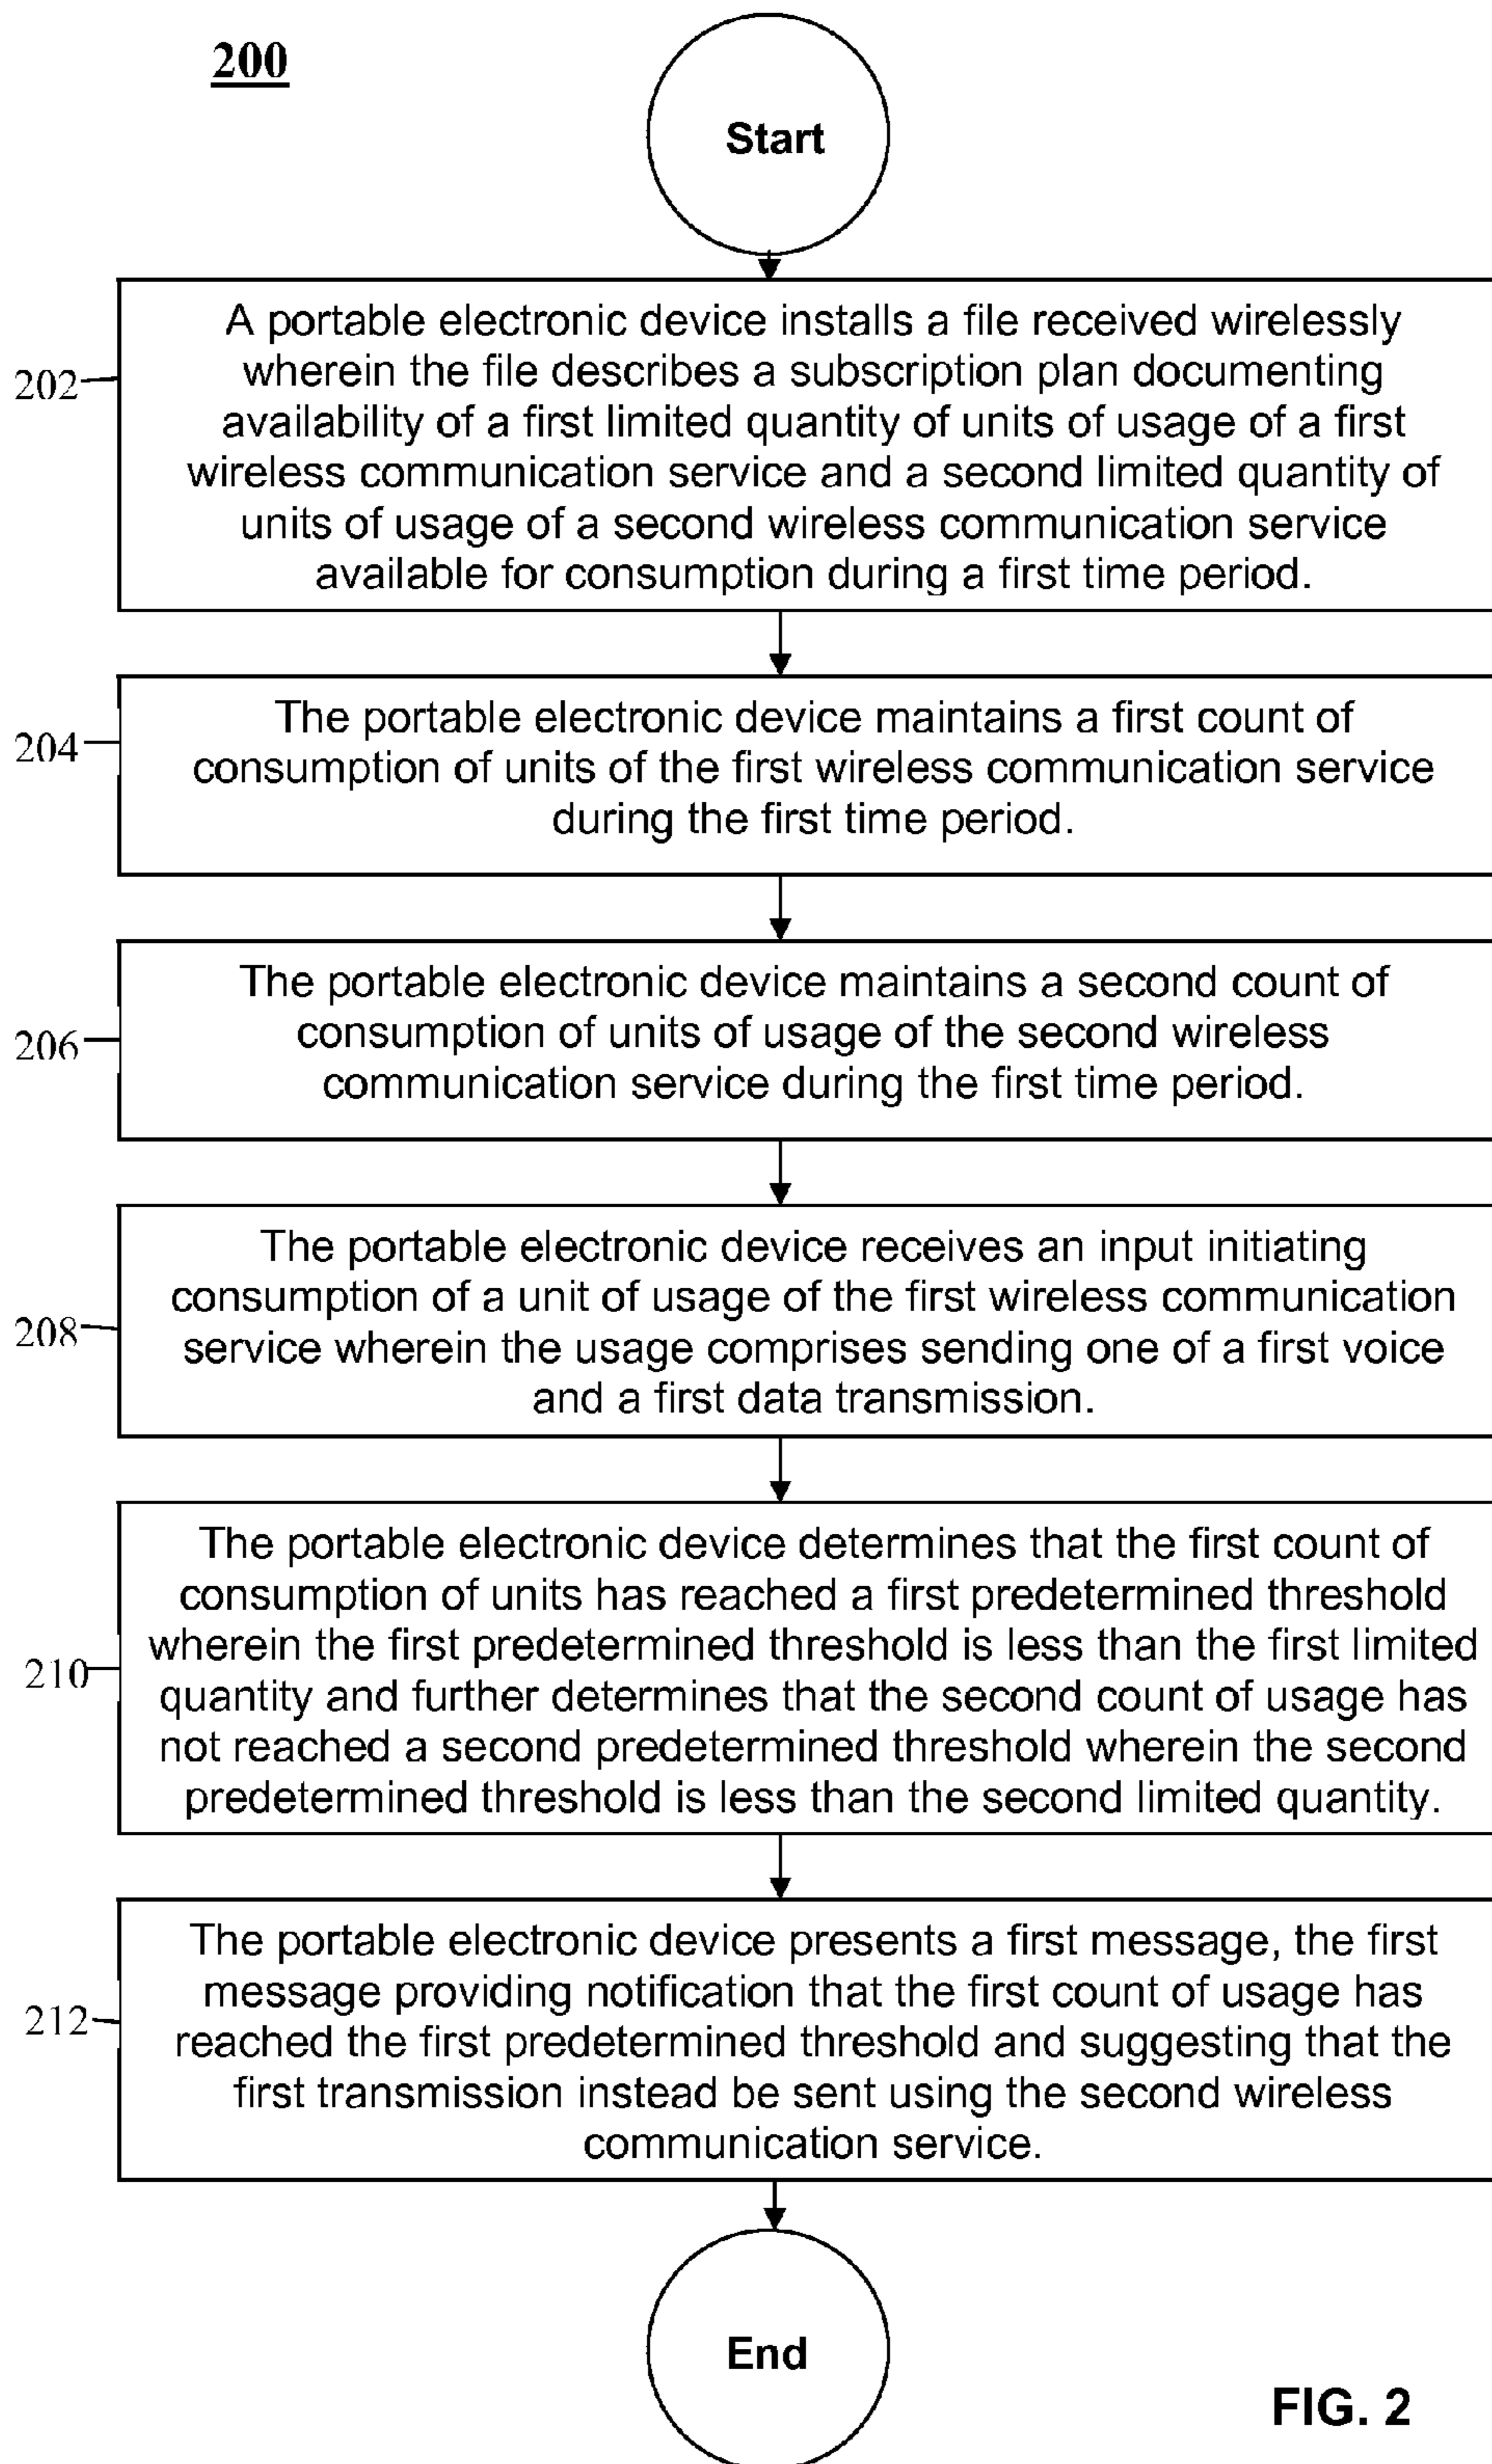 200
Start
202
A portable electronic device installs a file received wirelessly
wherein the file describes a subscription plan documenting
availability of a first limited quantity of units of usage of a first
wireless communication service and a second limited quantity of
units of usage of a second wireless communication service
available for consumption during a first time period.
204
The portable electronic device maintains a first count of
consumption of units of the first wireless communication service
during the first time period.
206
The portable electronic device maintains a second count of
consumption of units of usage of the second wireless
communication service during the first time period.
208
The portable electronic device receives an input initiating
consumption of a unit of usage of the first wireless communication
service wherein the usage comprises sending one of a first voice
and a first data transmission.
210
The portable electronic device determines that the first count of
consumption of units has reached a first predetermined threshold
wherein the first predetermined threshold is less than the first limited
quantity and further determines that the second count of usage has
not reached a second predetermined threshold wherein the second
predetermined threshold is less than the second limited quantity.
212
The portable electronic device presents a first message, the first
message providing notification that the first count of usage has
reached the first predetermined threshold and suggesting that the
first transmission instead be sent using the second wireless
communication service.
End
FIG. 2